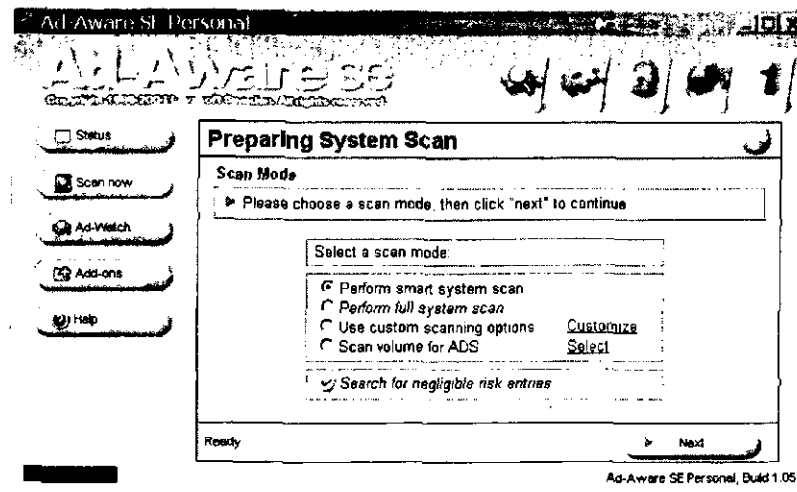 Ad-Aware SE Personal
Ad-Aware SE
Status
Scan now
Ad-Watch
Add-ons
Help
Preparing System Scan
Scan Mode
Please choose a scan mode, then click "next" to continue
Select a scan mode:
Perform smart system scan
Perform full system scan
Use custom scanning options Customize
Scan volume for ADS Select
Search for negligible risk entries
Ready
Next
Ad-Aware SE Personal, Build 1.05